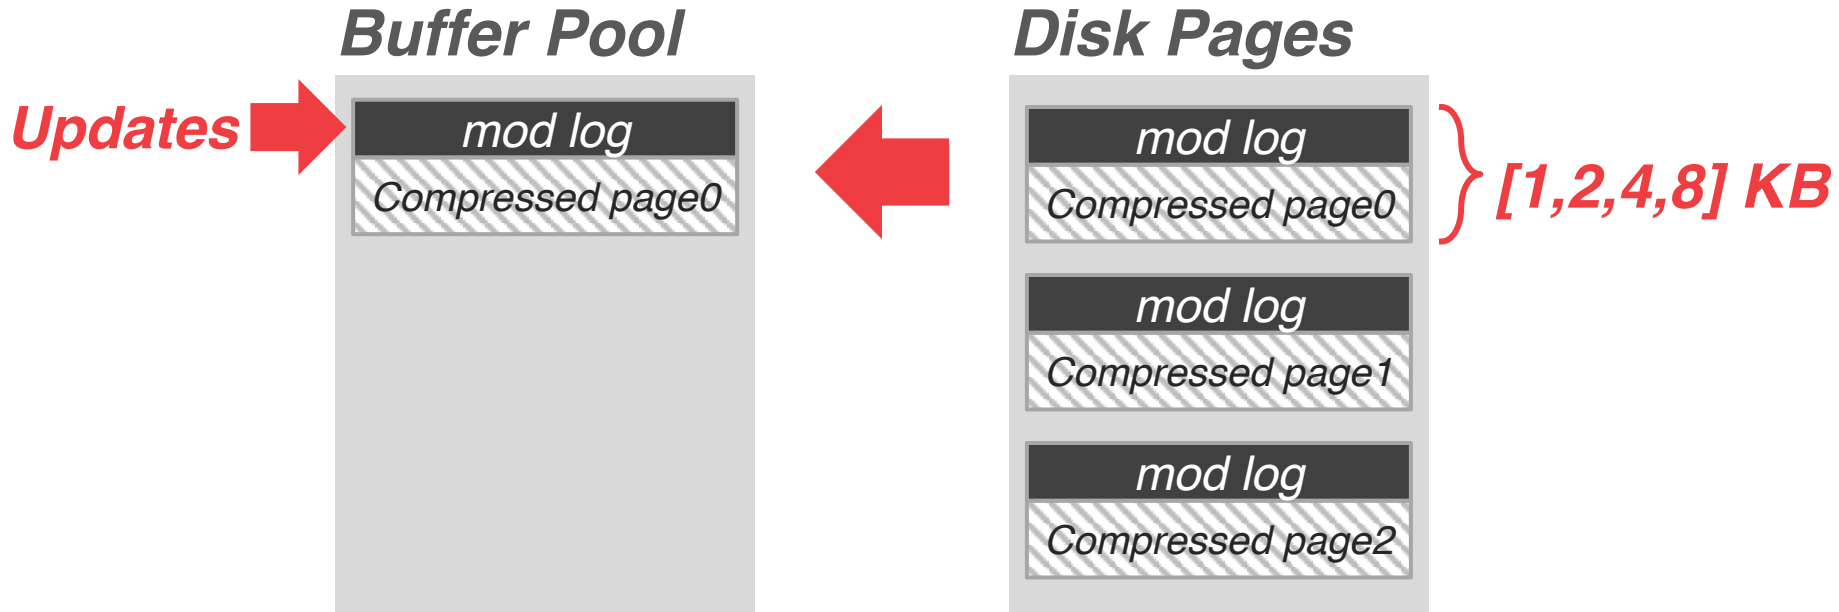 Buffer Pool
Disk Pages
Updates
mod log
Compressed page0
mod log
Compressed page0
[1,2,4,8] KB
mod log
Compressed page1
mod log
Compressed page2